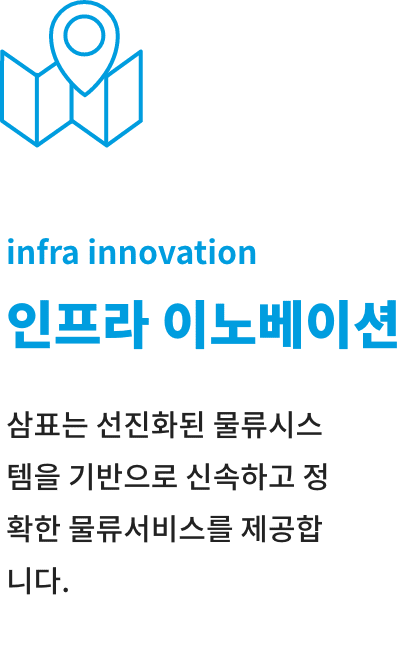 infra innovation
인프라 이노베이션
삼표는 선진화된 물류시스
템을 기반으로 신속하고 정
확한 물류서비스를 제공합
니다.